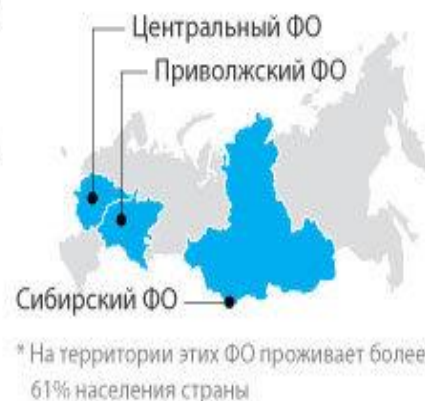 Центральный ФО
Приволжский ФО
Сибирский ФО
* На территории этих ФО проживает более
61% населения страны